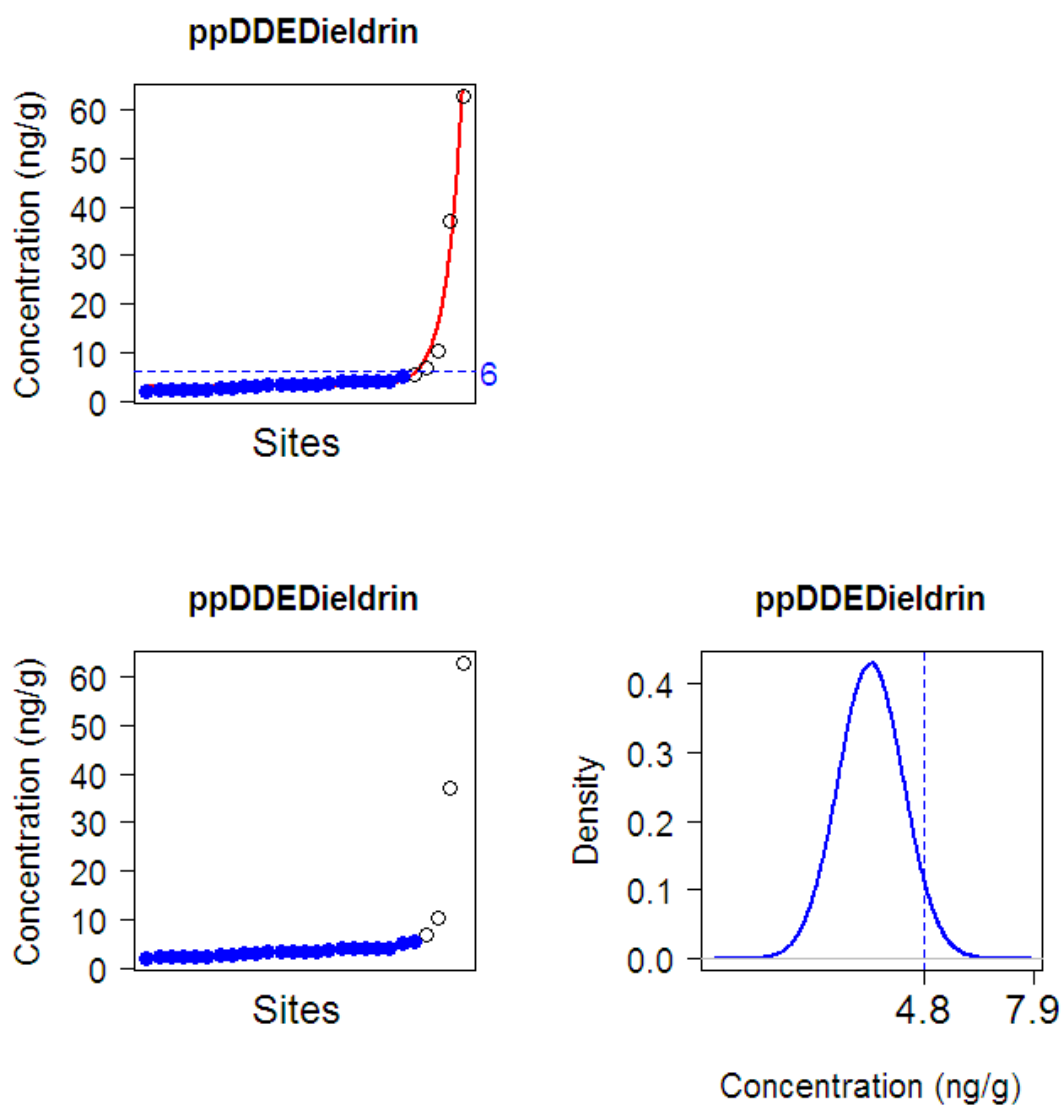 ppDDEDieldrin
Concentration (ng/g)
60
50
40
30
20
10
0
6
Sites
ppDDEDieldrin
Concentration (ng/g)
60
50
40
30
20
10
0
Sites
ppDDEDieldrin
Density
0.4
0.3
0.2
0.1
0.0
4.8 7.9
Concentration (ng/g)